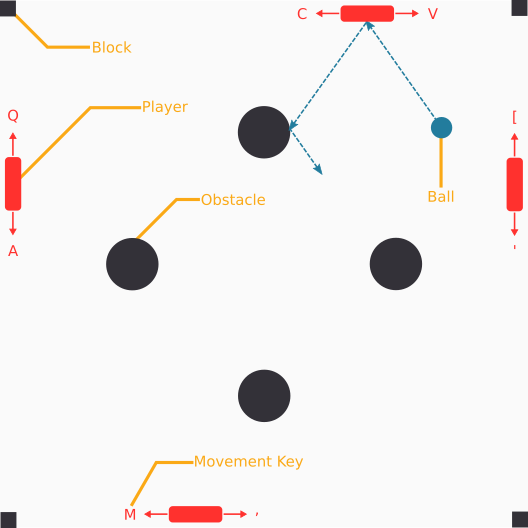 C V
Block
Q
Player
[
A
Obstacle
Ball
'
Movement Key
M ,